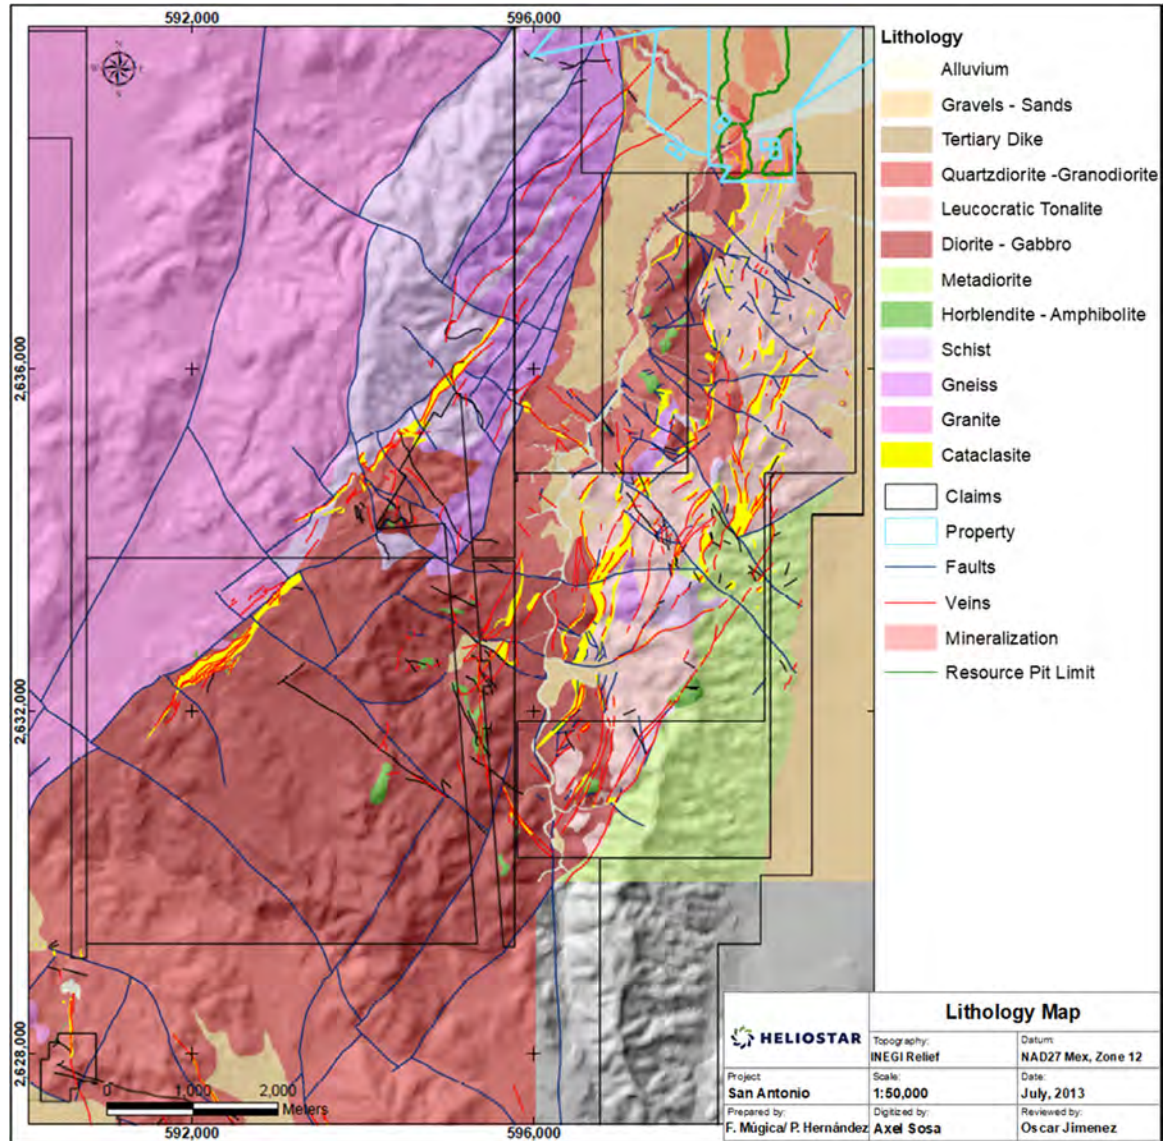 592,000
596,000
N
E
S
W
Lithology
Alluvium
Gravels - Sands
Tertiary Dike
Quartzdiorite -Granodiorite
Leucocratic Tonalite
Diorite - Gabbro
Metadiorite
Horblendite - Amphibolite
Schist
Gneiss
Granite
Cataclasite
Claims
Property
Faults
Veins
Mineralization
Resource Pit Limit
2,636,000
2,632,000
2,628,000
0 1,000 2,000
Meters
592,000
596,000
HELIOSTAR
Lithology Map
Topography:
INEGI Relief
Datum:
NAD27 Mex, Zone 12
Project
San Antonio
Scale:
1:50,000
Date:
July, 2013
Prepared by:
F. Múgica/ P. Hernández
Digitized by:
Axel Sosa
Reviewed by:
Oscar Jimenez